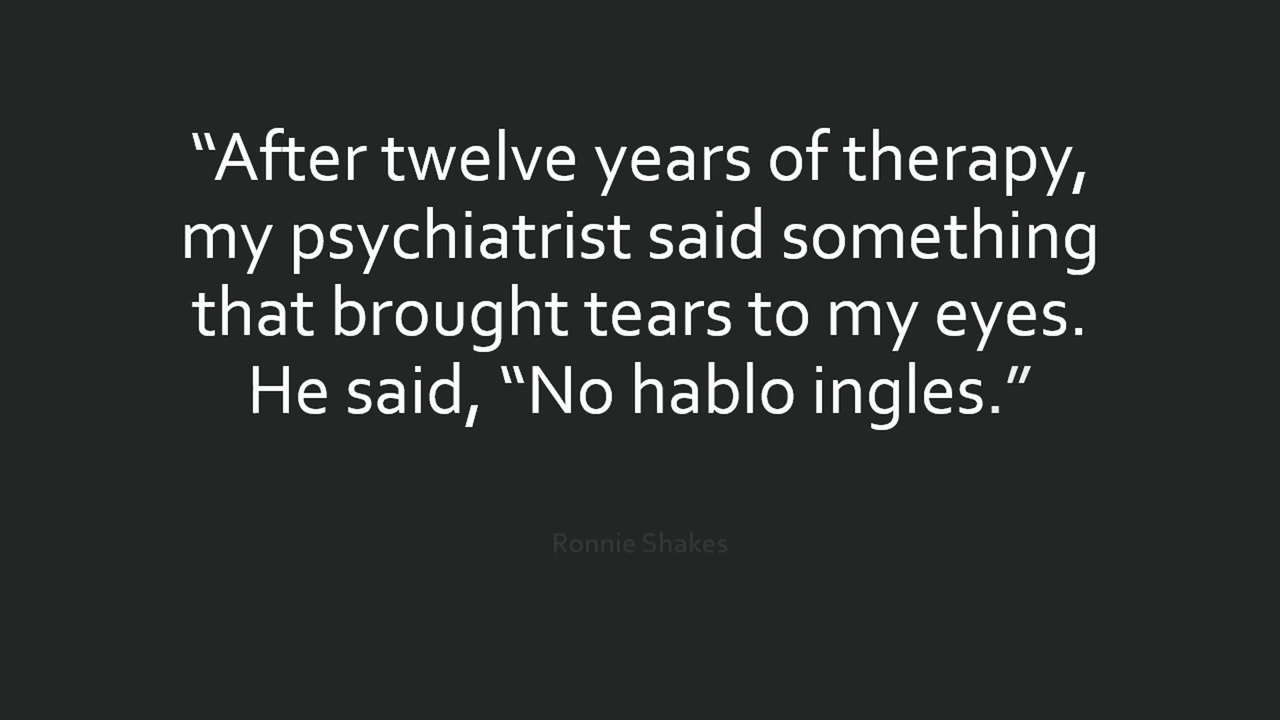 “After twelve years of therapy,
my psychiatrist said something
that brought tears to my eyes.
He said, “No hablo ingles.”
Ronnie Shakes